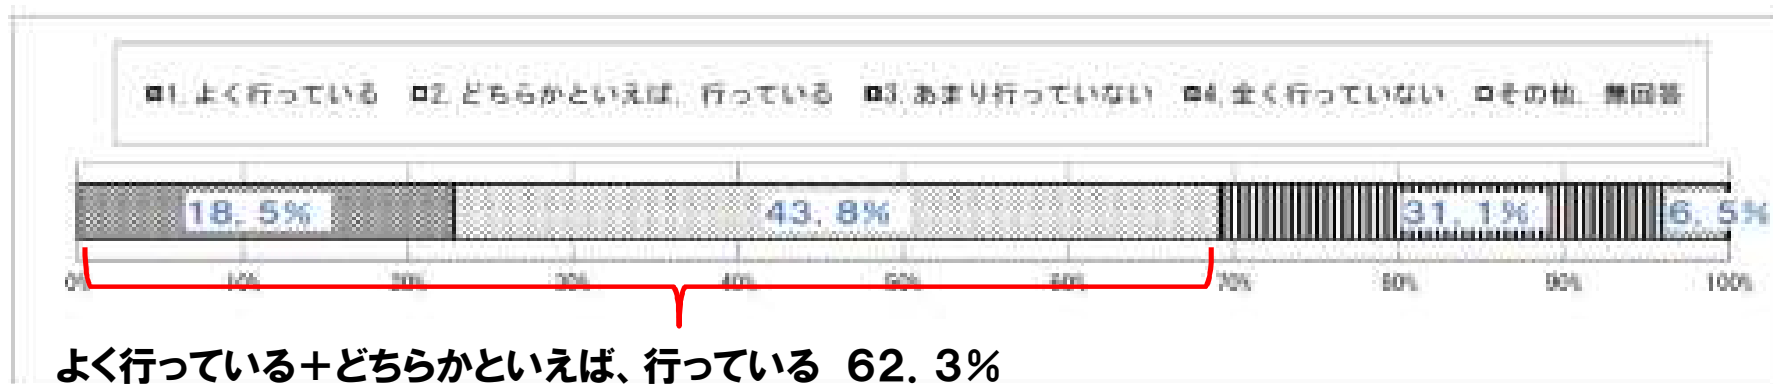 1. よく行っている 2. どちらかといえば、行っている 3. あまり行っていない 4. 全く行っていない その他、無回答
18.5% 43.8% 31.1% 6.5%
0% 10% 20% 30% 40% 50% 60% 70% 80% 90% 100%
よく行っている＋どちらかといえば、行っている 62.3％